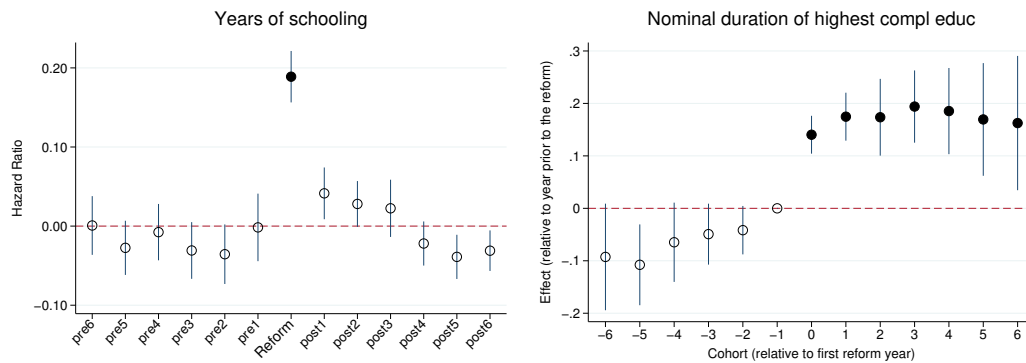 Years of schooling
Hazard Ratio
0.20
0.10
0.00
−0.10
pre6
pre5
pre4
pre3
pre2
pre1
Reform
post1
post2
post3
post4
post5
post6
Nominal duration of highest compl educ
Effect (relative to year prior to the reform)
.3
.2
.1
0
−.1
−.2
−6 −5 −4 −3 −2 −1 0 1 2 3 4 5 6
Cohort (relative to first reform year)